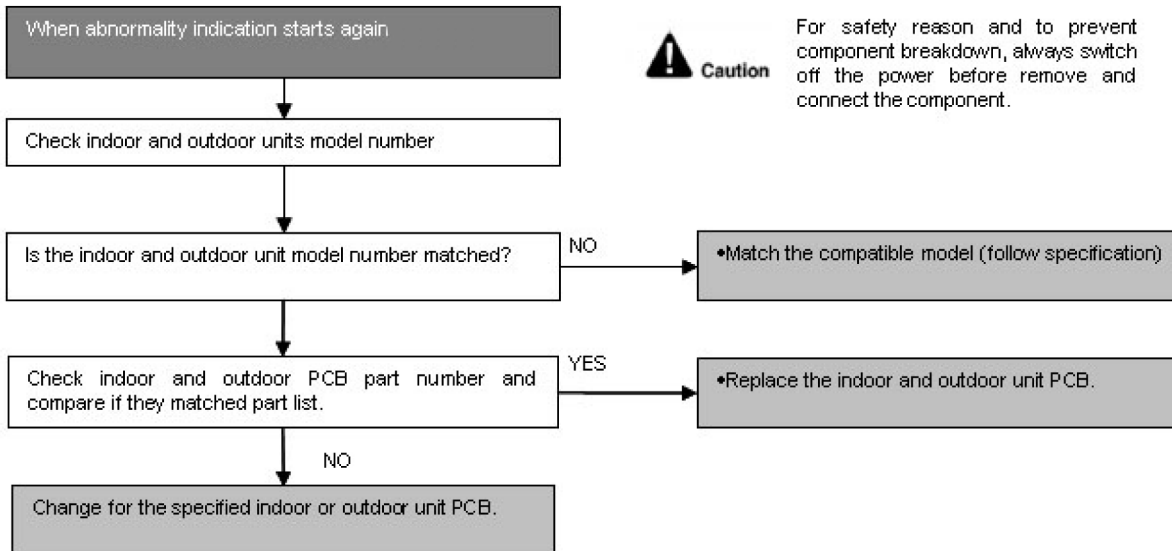 When abnormality indication starts again
For safety reason and to prevent
component breakdown, always switch
off the power before remove and
connect the component.
Caution
Check indoor and outdoor units model number
Is the indoor and outdoor unit model number matched?
NO
•Match the compatible model (follow specification)
Check indoor and outdoor PCB part number and
compare if they matched part list.
YES
•Replace the indoor and outdoor unit PCB.
NO
Change for the specified indoor or outdoor unit PCB.